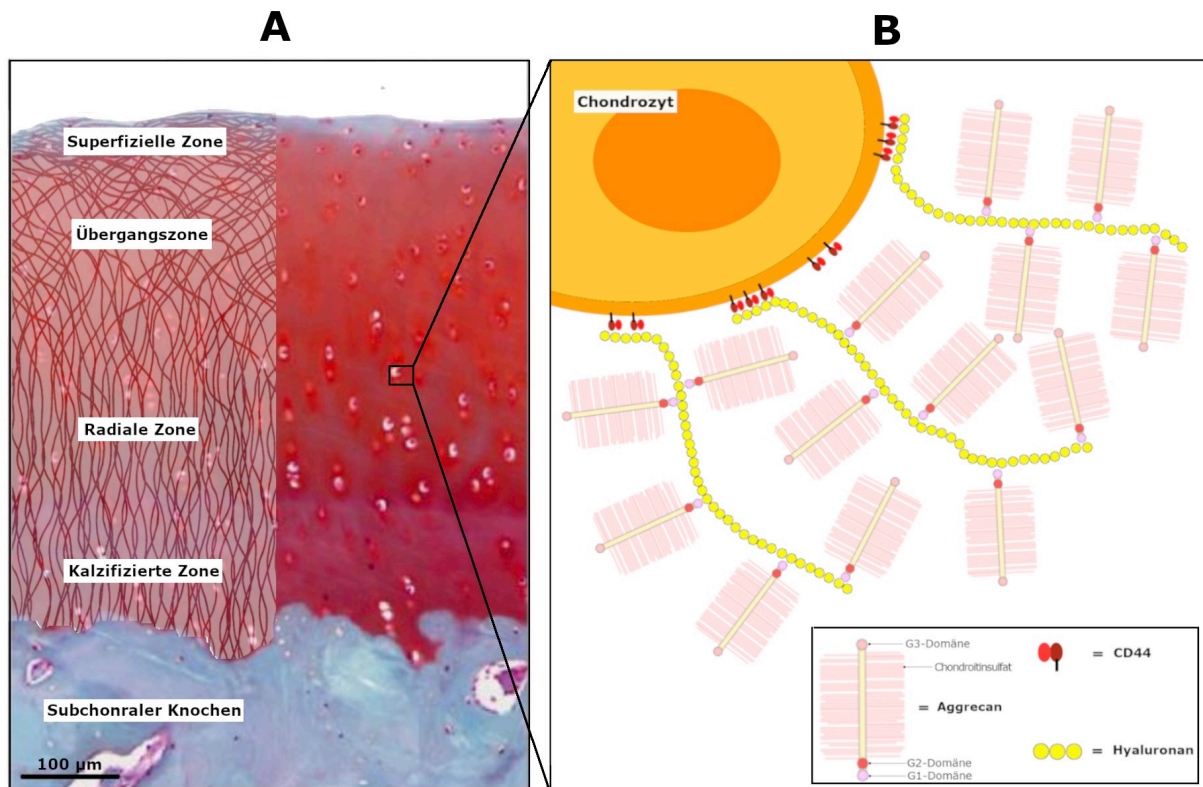 A
B
Superfizielle Zone
Übergangszone
Radiale Zone
Kalzifizierte Zone
Subchonraler Knochen
100 µm
Chondrozyt
G3-Domäne
Chondroitinsulfat
= Aggrecan
G2-Domäne
G1-Domäne
= CD44
= Hyaluronan